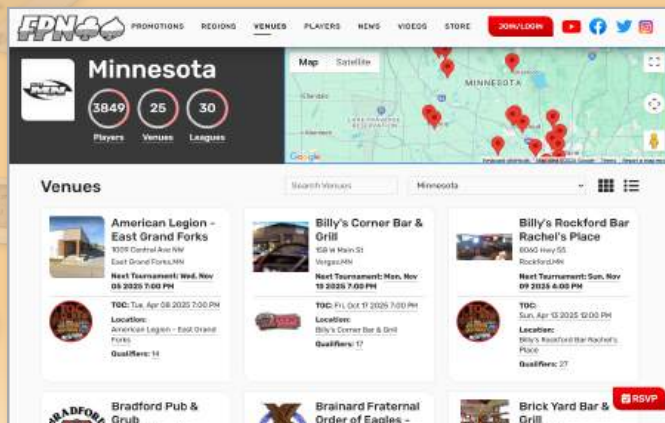 FPN
PROMOTIONS REGIONS VENUES PLAYERS NEWS VIDEOS STORE JOIN/LOGIN
Minnesota
3849 25 30
Players Venues Leagues
Map Satellite
MINNESOTA
Google
Venues
Search Venues
Minnesota
American Legion -
East Grand Forks
1009 Central Ave NW
East Grand Forks,MN
Next Tournament: Wed, Nov
05 2025 7:00 PM
TOC: Tue, Apr 08 2025 7:00 PM
Location:
American Legion - East Grand
Forks
Qualifiers: 14
Billy's Corner Bar &
Grill
Vergas,MN
Next Tournament: Mon, Nov
10 2025 7:00 PM
TOC: Fri, Oct 17 2025 7:00 PM
Location:
Billy's Corner Bar & Grill
Qualifiers: 17
Billy's Rockford Bar
Rachel's Place
8060 Hwy 55
Rockford,MN
Next Tournament: Sun, Nov
09 2025 4:00 PM
TOC:
Sun, Apr 13 2025 12:00 PM
Location:
Billy's Rockford Bar Rachel's
Place
Qualifiers: 27
BRADFORD
Bradford Pub &
Grub
Brainard Fraternal
Order of Eagles -
Brick Yard Bar &
Grill
RSVP